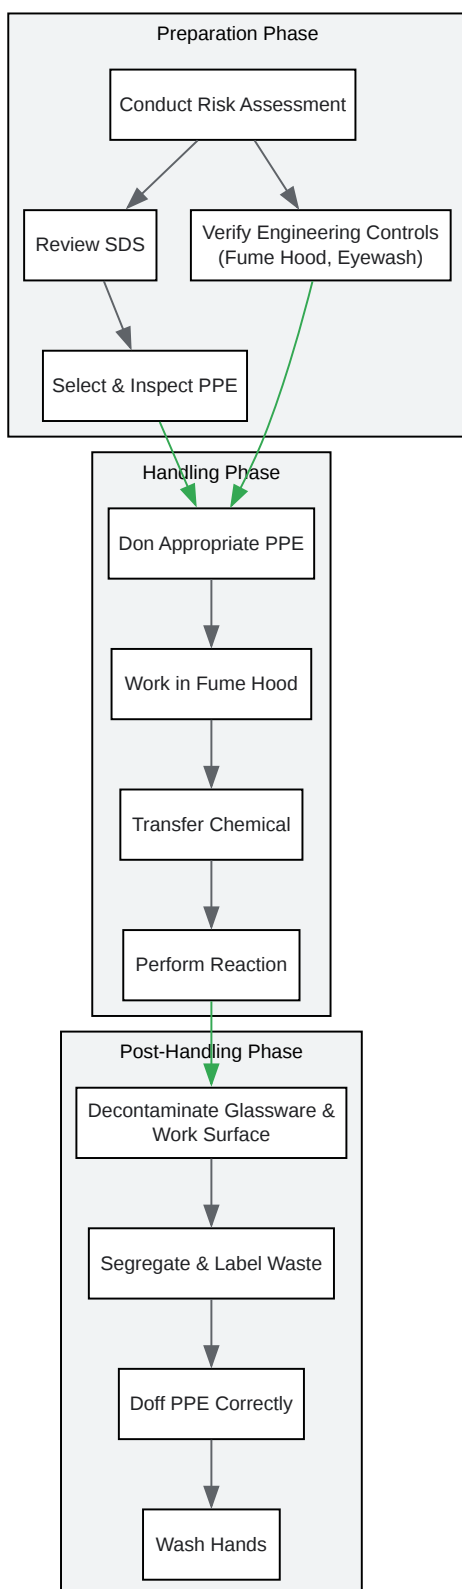 Preparation Phase
Conduct Risk Assessment
Review SDS
Verify Engineering Controls
(Fume Hood, Eyewash)
Select & Inspect PPE
Handling Phase
Don Appropriate PPE
Work in Fume Hood
Transfer Chemical
Perform Reaction
Post-Handling Phase
Decontaminate Glassware &
Work Surface
Segregate & Label Waste
Doff PPE Correctly
Wash Hands